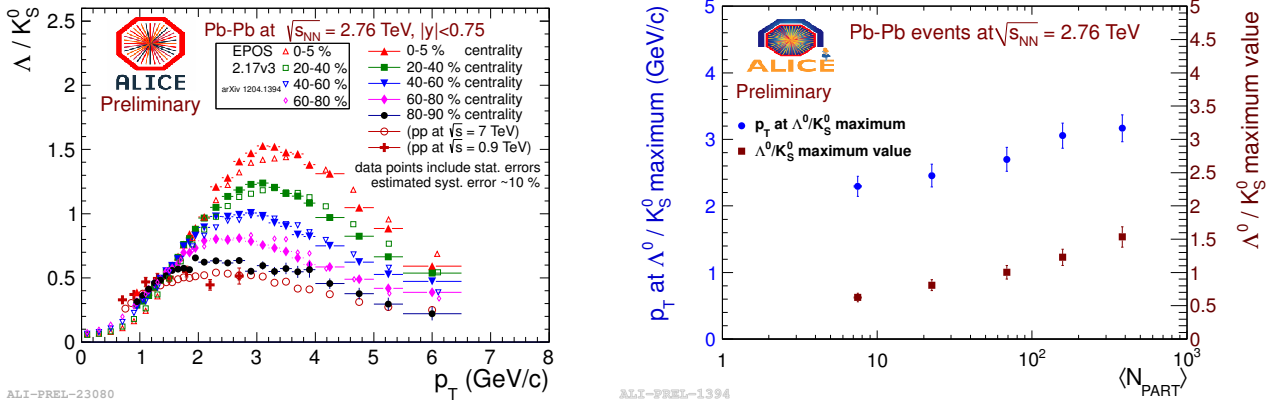 Λ / K⁰_S
2.5
2
1.5
1
0.5
0
ALICE
Preliminary
Pb-Pb at √s_NN = 2.76 TeV, |y|<0.75
EPOS
2.17v3
arXiv 1204.1394
0-5 %
20-40 %
40-60 %
60-80 %
0-5 % centrality
20-40 % centrality
40-60 % centrality
60-80 % centrality
80-90 % centrality
(pp at √s = 7 TeV)
(pp at √s = 0.9 TeV)
data points include stat. errors
estimated syst. error ~10 %
0 1 2 3 4 5 6 7 8
p_T (GeV/c)
ALI-PREL-23080
p_T at Λ⁰ / K⁰_S maximum (GeV/c)
5
4
3
2
1
0
ALICE
Preliminary
Pb-Pb events at √s_NN = 2.76 TeV
p_T at Λ⁰/K⁰_S maximum
Λ⁰/K⁰_S maximum value
5
4.5
4
3.5
3
2.5
2
1.5
1
0.5
0
Λ⁰ / K⁰_S maximum value
1 10 10² 10³
⟨N_PART⟩
ALI-PREL-1394